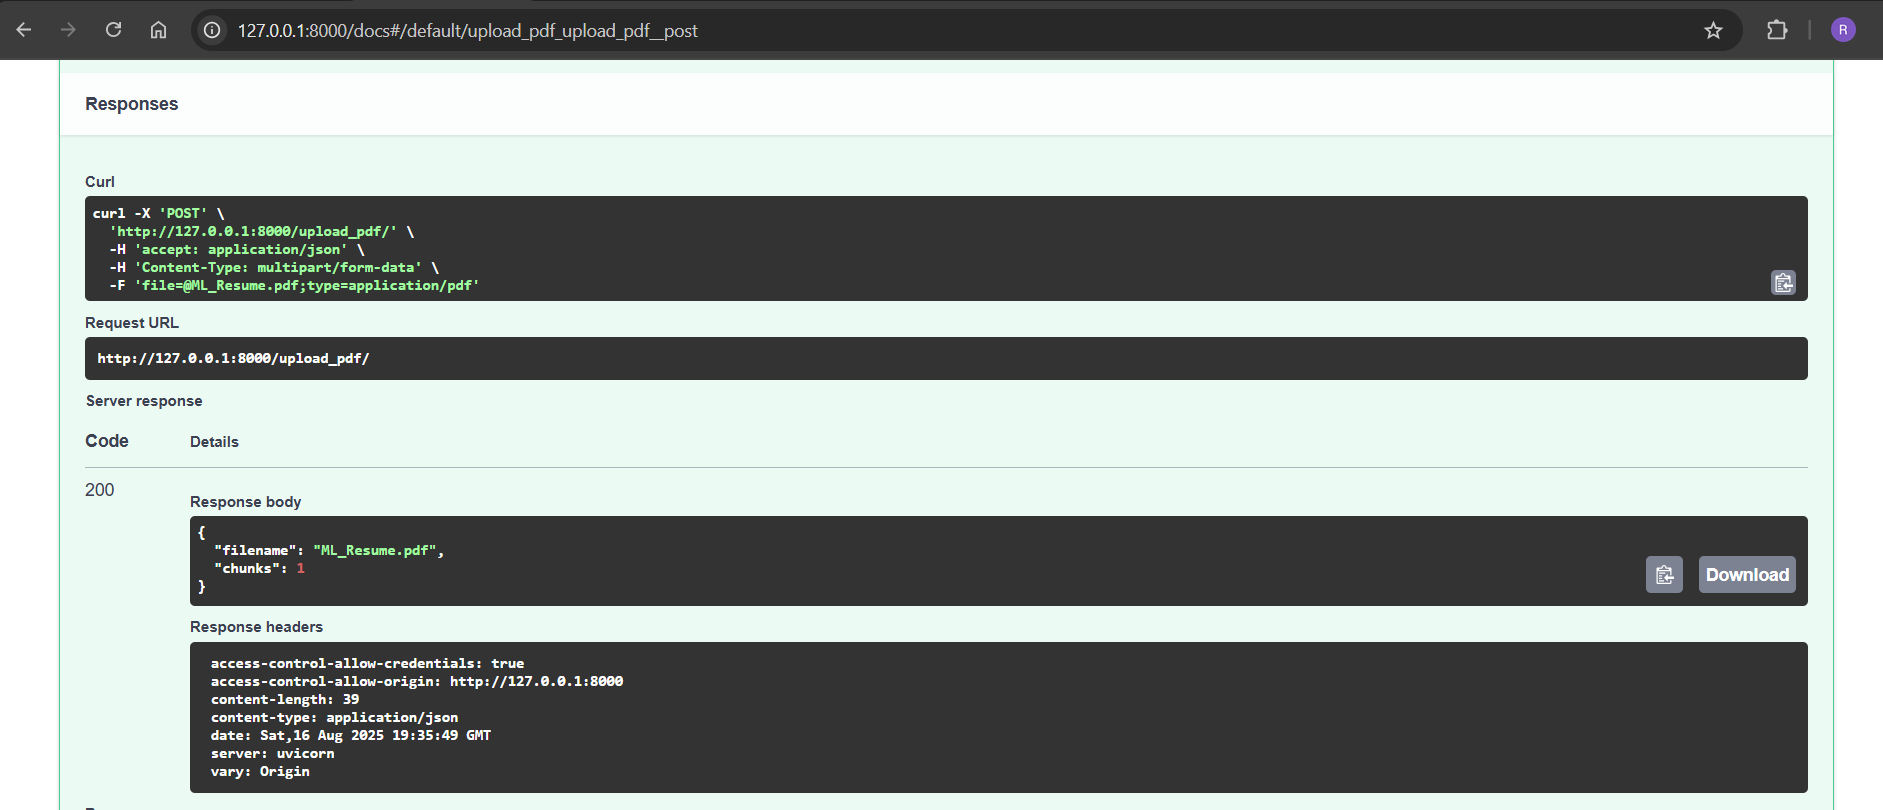 127.0.0.1:8000/docs#/default/upload_pdf_upload_pdf__post
R
Responses
Curl
curl -X 'POST' \
'http://127.0.0.1:8000/upload_pdf/' \
-H 'accept: application/json' \
-H 'Content-Type: multipart/form-data' \
-F 'file=@ML_Resume.pdf;type=application/pdf'
Request URL
http://127.0.0.1:8000/upload_pdf/
Server response
Code Details
200
Response body
{
"filename": "ML_Resume.pdf",
"chunks": 1
}
Download
Response headers
access-control-allow-credentials: true
access-control-allow-origin: http://127.0.0.1:8000
content-length: 39
content-type: application/json
date: Sat,16 Aug 2025 19:35:49 GMT
server: uvicorn
vary: Origin